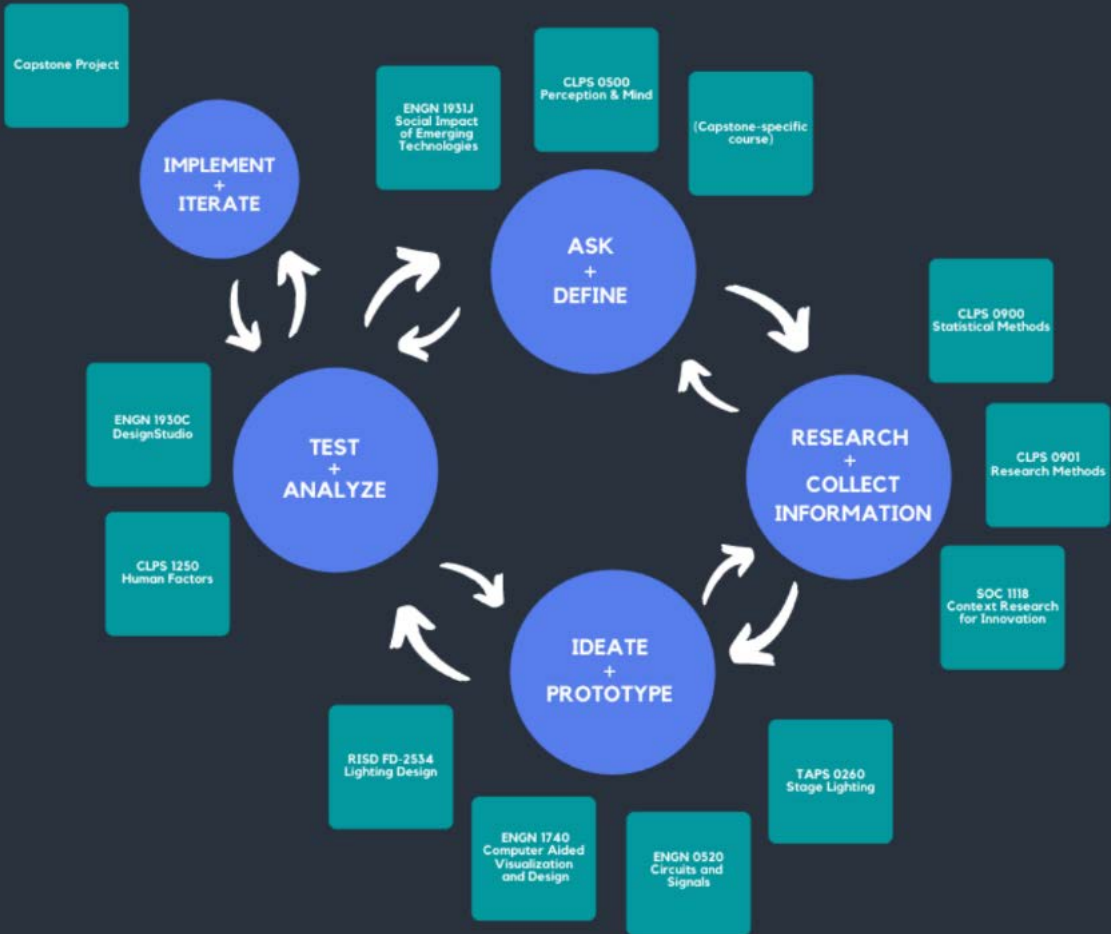 Capstone Project
IMPLEMENT
+
ITERATE
ENGN 1931J
Social Impact
of Emerging
Technologies
CLPS 0500
Perception & Mind
(Capstone-specific
course)
ASK
+
DEFINE
CLPS 0900
Statistical Methods
CLPS 0901
Research Methods
SOC 1118
Context Research
for Innovation
RESEARCH
+
COLLECT
INFORMATION
ENGN 1930C
DesignStudio
CLPS 1250
Human Factors
TEST
+
ANALYZE
IDEATE
+
PROTOTYPE
RISD FD-2534
Lighting Design
ENGN 1740
Computer Aided
Visualization
and Design
ENGN 0520
Circuits and
Signals
TAPS 0260
Stage Lighting